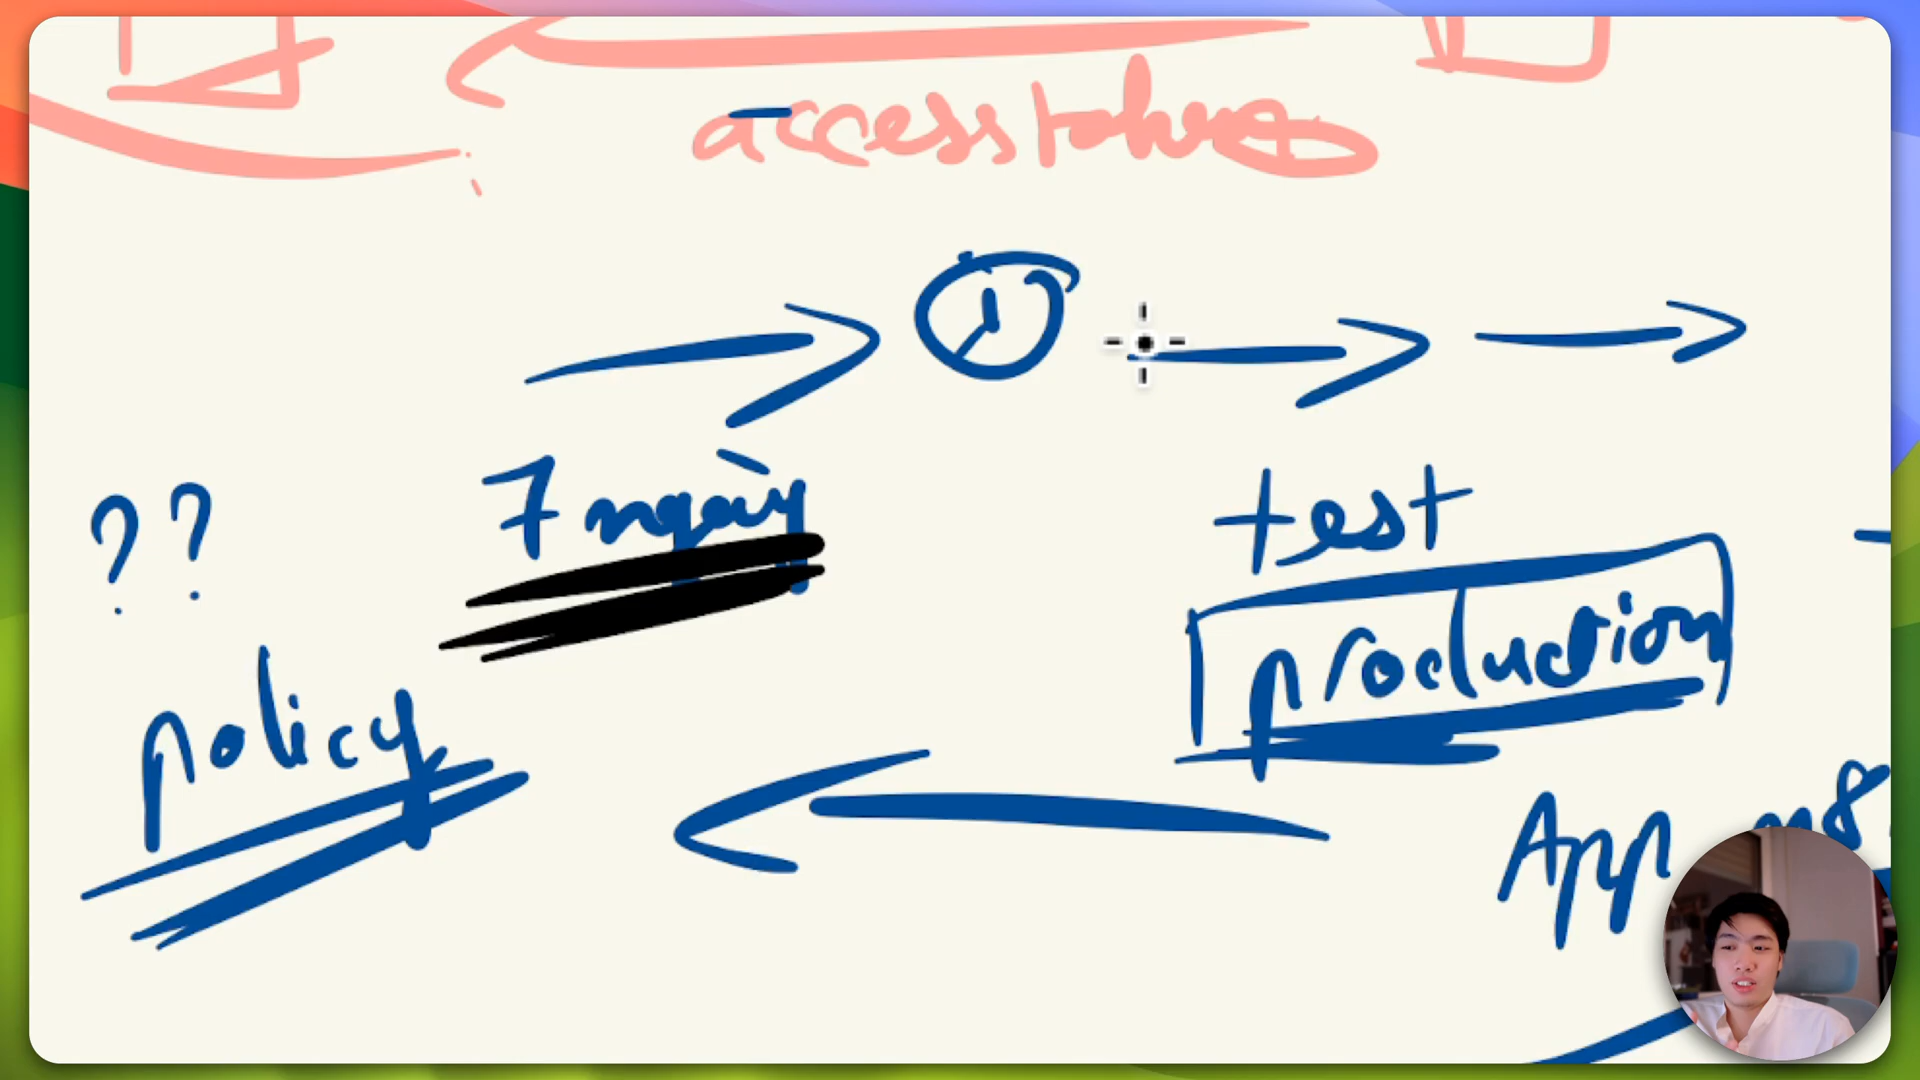 access token
7 ngày
test
??
production
policy
App